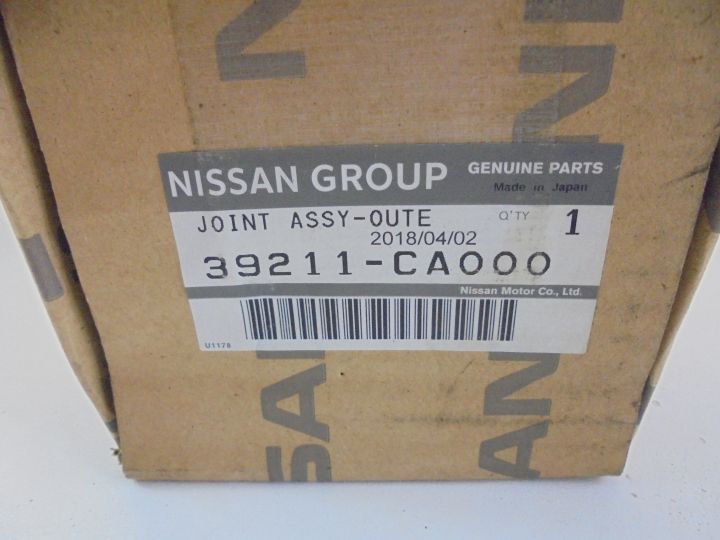 N
NISSAN GROUP
GENUINE PARTS
Made in Japan
JOINT ASSY-OUTE
Q'TY 1
2018/04/02
39211-CA000
Nissan Motor Co., Ltd.
U1178